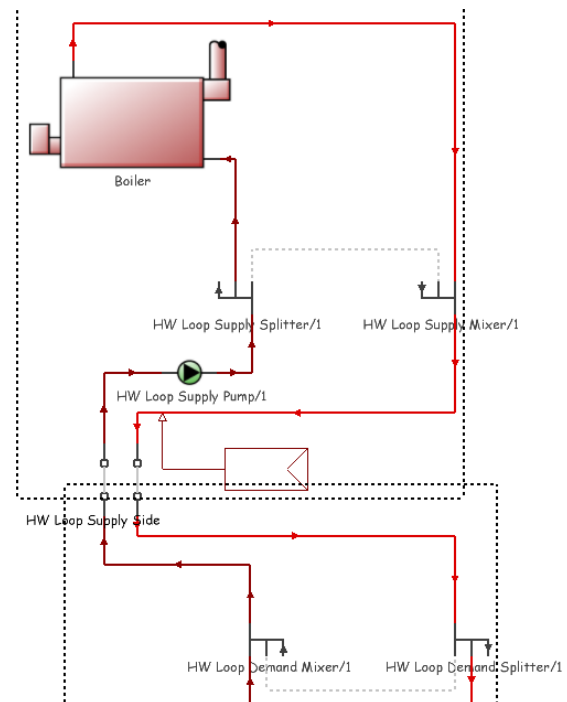 Boiler
HW Loop Supply Splitter/1
HW Loop Supply Mixer/1
HW Loop Supply Pump/1
HW Loop Supply Side
HW Loop Demand Mixer/1
HW Loop Demand Splitter/1